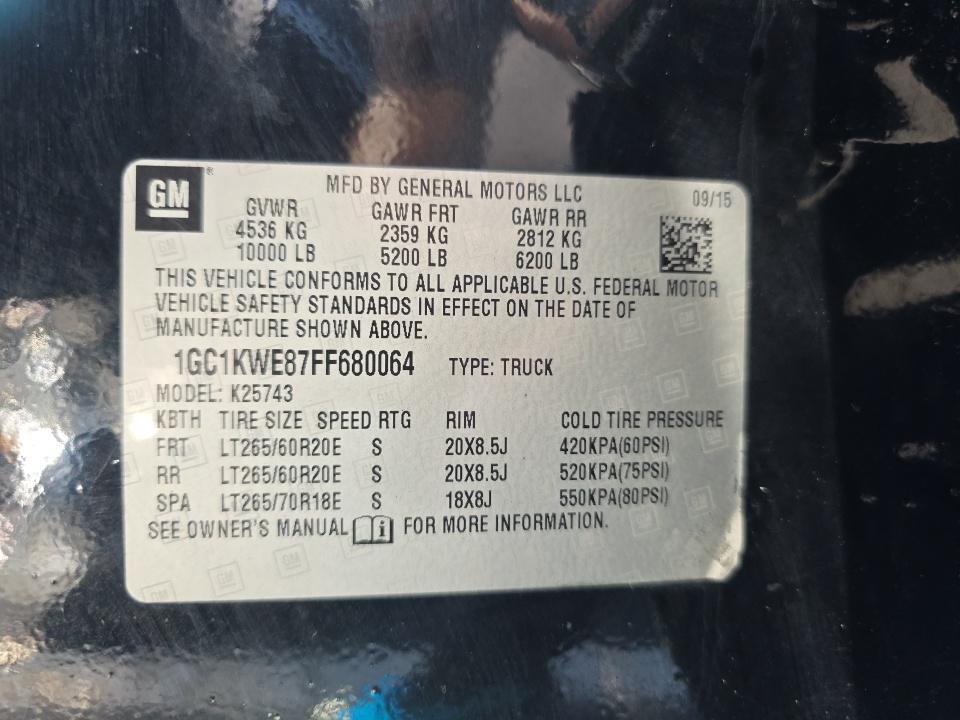 GM
MFD BY GENERAL MOTORS LLC 09/15
GVWR GAWR FRT GAWR RR
4536 KG 2359 KG 2812 KG
10000 LB 5200 LB 6200 LB
THIS VEHICLE CONFORMS TO ALL APPLICABLE U.S. FEDERAL MOTOR
VEHICLE SAFETY STANDARDS IN EFFECT ON THE DATE OF
MANUFACTURE SHOWN ABOVE.
1GC1KWE87FF680064 TYPE: TRUCK
MODEL: K25743
KBTH TIRE SIZE SPEED RTG RIM COLD TIRE PRESSURE
FRT LT265/60R20E S 20X8.5J 420KPA(60PSI)
RR LT265/60R20E S 20X8.5J 520KPA(75PSI)
SPA LT265/70R18E S 18X8J 550KPA(80PSI)
SEE OWNER'S MANUAL i FOR MORE INFORMATION.